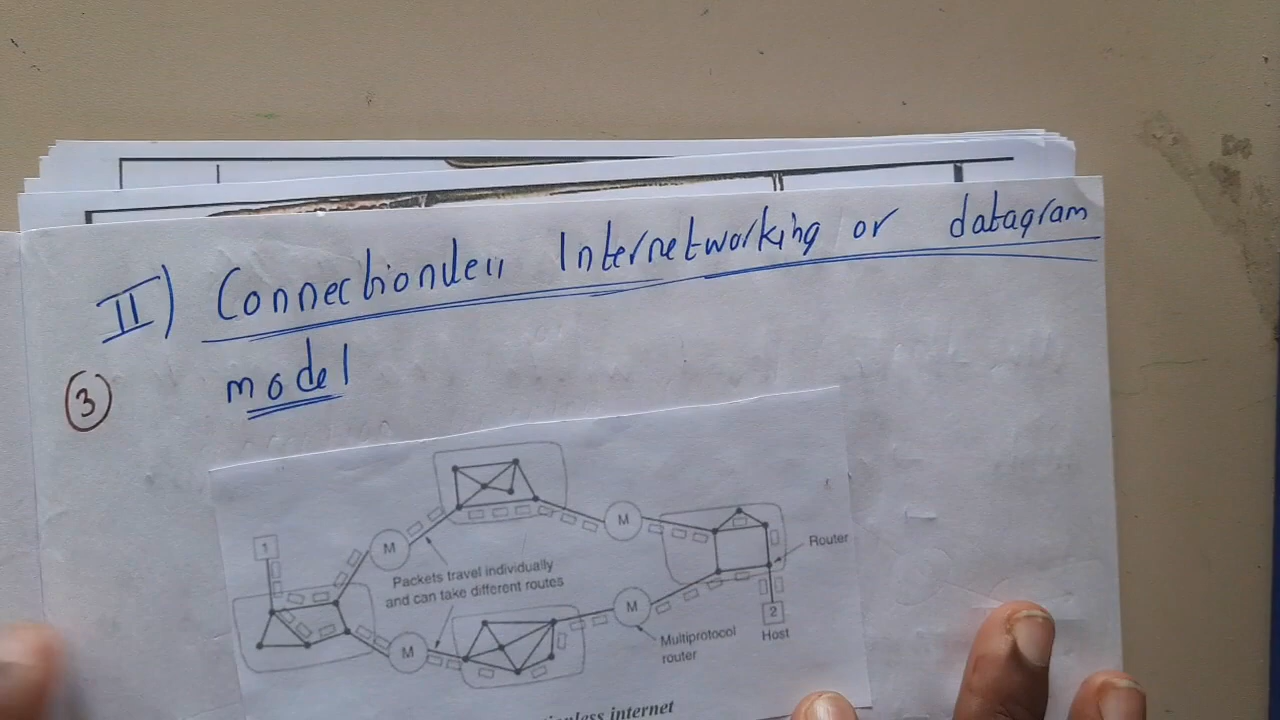 II) Connectionless Internetworking or datagram
model
3
1
M
M
Packets travel individually
and can take different routes
Router
M
M
Multiprotocol
router
2
Host
internet